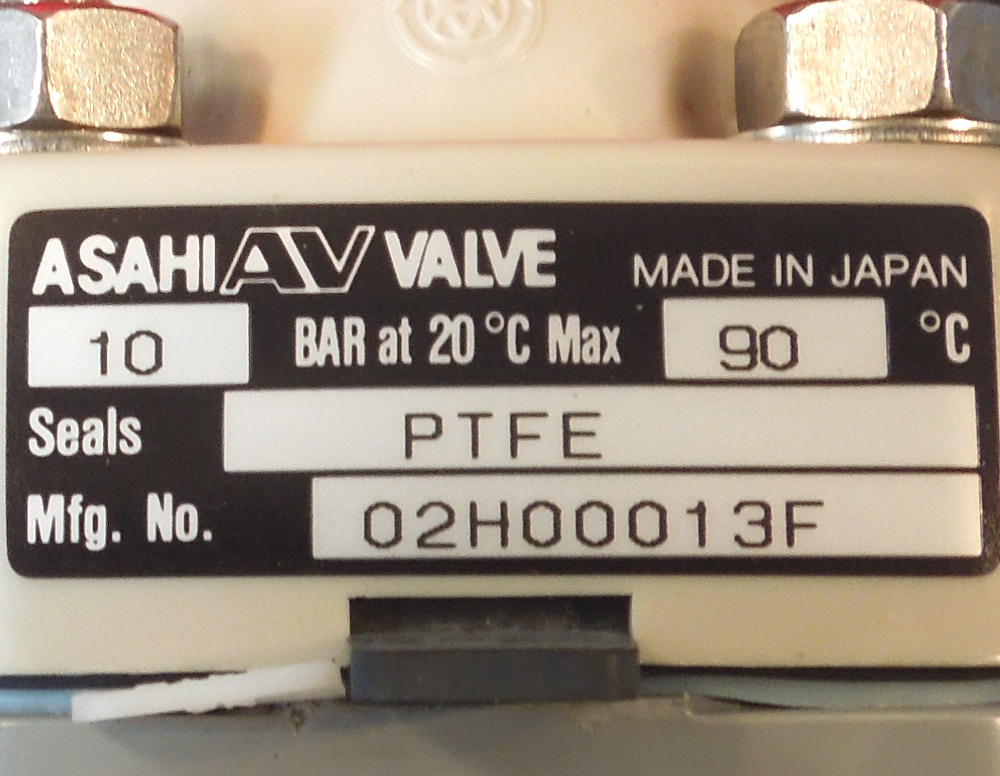 ASAHI AV VALVE MADE IN JAPAN
10 BAR at 20 °C Max 90 °C
Seals PTFE
Mfg. No. 02H00013F